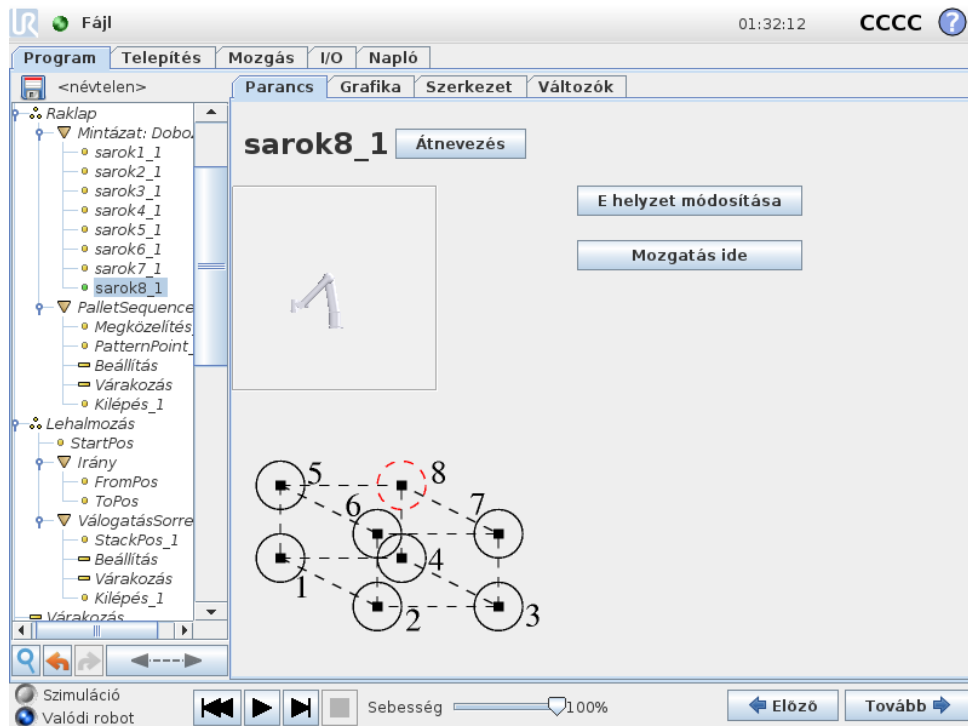 UR Fájl 01:32:12 CCCC ?
Program Telepítés Mozgás I/O Napló
<névtelen>
Parancs Grafika Szerkezet Változók
Raklap
Mintázat: Doboz
sarok1_1
sarok2_1
sarok3_1
sarok4_1
sarok5_1
sarok6_1
sarok7_1
sarok8_1
PalletSequence
Megközelítés_
PatternPoint_
Beállítás
Várakozás
Kilépés_1
Lehalmozás
StartPos
Irány
FromPos
ToPos
VálogatásSorre
StackPos_1
Beállítás
Várakozás
Kilépés_1
Várakozás
sarok8_1 Átnevezés
E helyzet módosítása
Mozgatás ide
5 8
6 7
1 4
2 3
Szimuláció
Valódi robot
Sebesség 100%
Előző Tovább